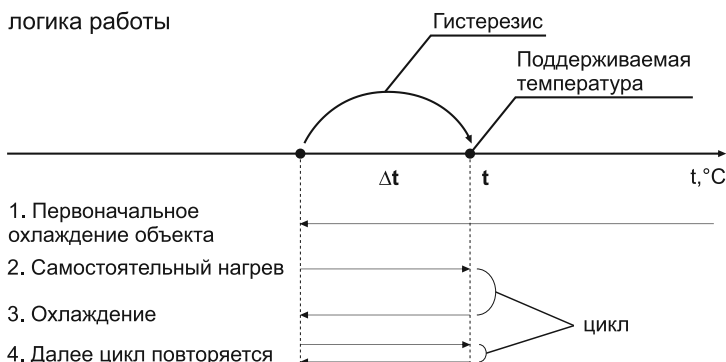 логика работы
Гистерезис
Поддерживаемая
температура
Δt
t
t,°C
1. Первоначальное
охлаждение объекта
2. Самостоятельный нагрев
3. Охлаждение
цикл
4. Далее цикл повторяется